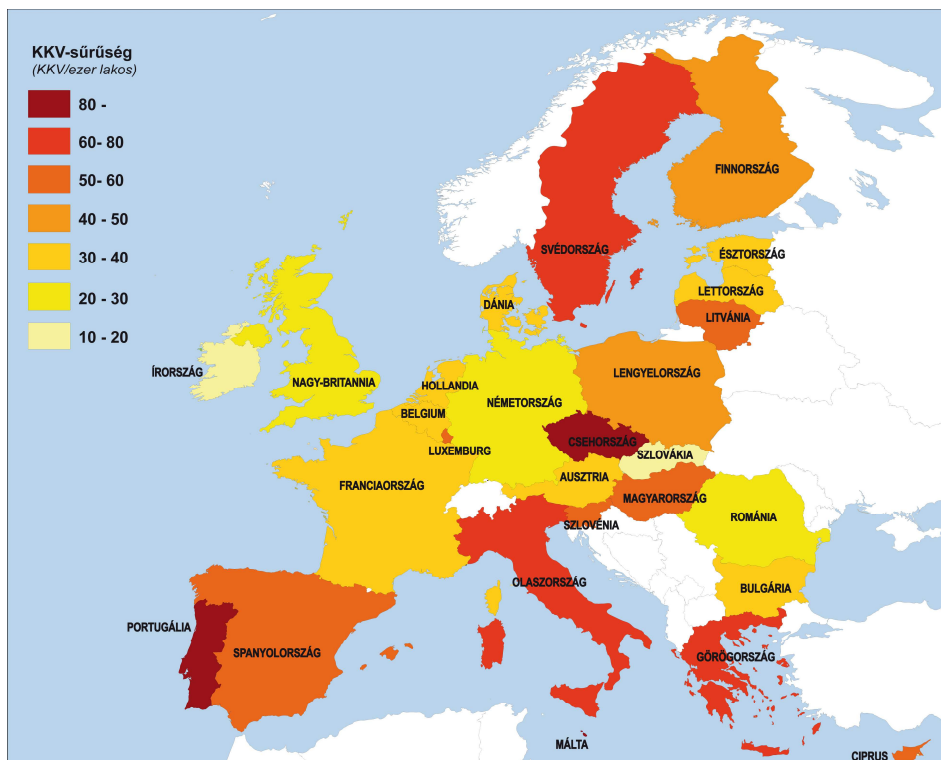 KKV-sűrűség
(KKV/ezer lakos)
80 -
60- 80
50- 60
40 - 50
30 - 40
20 - 30
10 - 20
FINNORSZÁG
SVÉDORSZÁG
ÉSZTORSZÁG
LETTORSZÁG
LITVÁNIA
DÁNIA
ÍRORSZÁG
NAGY-BRITANNIA
HOLLANDIA
BELGIUM
LUXEMBURG
NÉMETORSZÁG
LENGYELORSZÁG
CSEHORSZÁG
SZLOVÁKIA
AUSZTRIA
MAGYARORSZÁG
FRANCIAORSZÁG
SZLOVÉNIA
ROMÁNIA
BULGÁRIA
OLASZORSZÁG
PORTUGÁLIA
SPANYOLORSZÁG
GÖRÖGORSZÁG
MÁLTA
CIPRUS